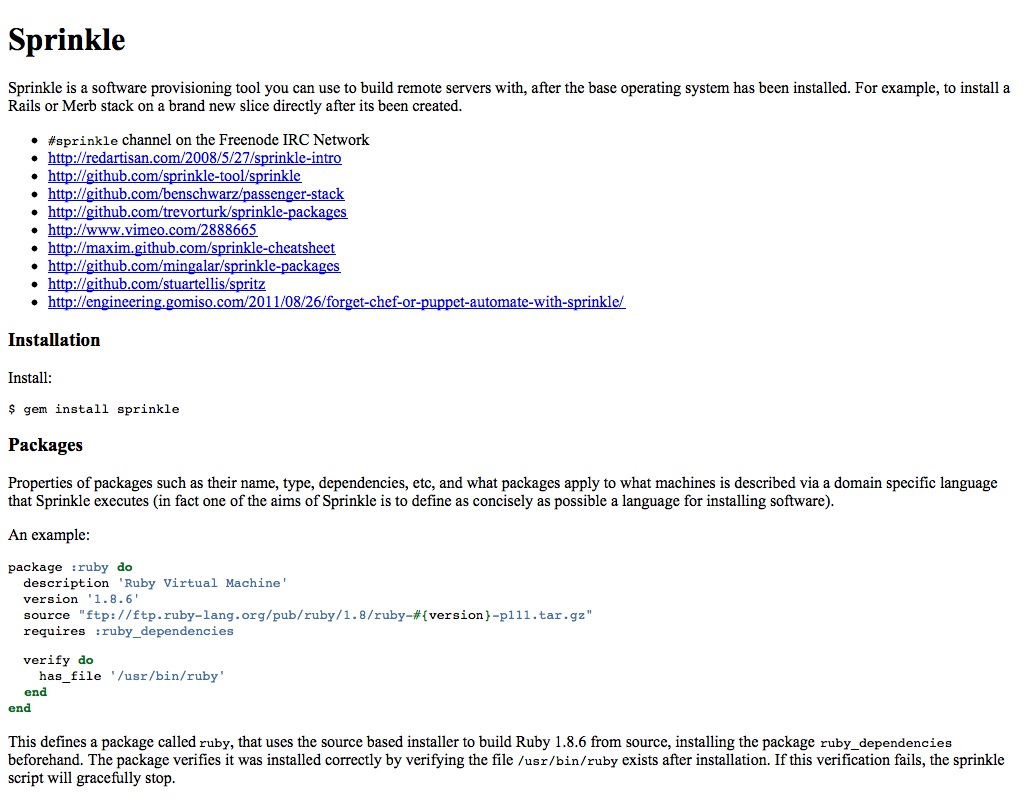 Sprinkle
Sprinkle is a software provisioning tool you can use to build remote servers with, after the base operating system has been installed. For example, to install a
Rails or Merb stack on a brand new slice directly after its been created.
• #sprinkle channel on the Freenode IRC Network
• http://redartisan.com/2008/5/27/sprinkle-intro
• http://github.com/sprinkle-tool/sprinkle
• http://github.com/benschwarz/passenger-stack
• http://github.com/trevorturk/sprinkle-packages
• http://www.vimeo.com/2888665
• http://maxim.github.com/sprinkle-cheatsheet
• http://github.com/mingalar/sprinkle-packages
• http://github.com/stuartellis/spritz
• http://engineering.gomiso.com/2011/08/26/forget-chef-or-puppet-automate-with-sprinkle/
Installation
Install:
$ gem install sprinkle
Packages
Properties of packages such as their name, type, dependencies, etc, and what packages apply to what machines is described via a domain specific language
that Sprinkle executes (in fact one of the aims of Sprinkle is to define as concisely as possible a language for installing software).
An example:
package :ruby do
  description 'Ruby Virtual Machine'
  version '1.8.6'
  source "ftp://ftp.ruby-lang.org/pub/ruby/1.8/ruby-#{version}-p111.tar.gz"
  requires :ruby_dependencies
  verify do
    has_file '/usr/bin/ruby'
  end
end
This defines a package called ruby, that uses the source based installer to build Ruby 1.8.6 from source, installing the package ruby_dependencies
beforehand. The package verifies it was installed correctly by verifying the file /usr/bin/ruby exists after installation. If this verification fails, the sprinkle
script will gracefully stop.